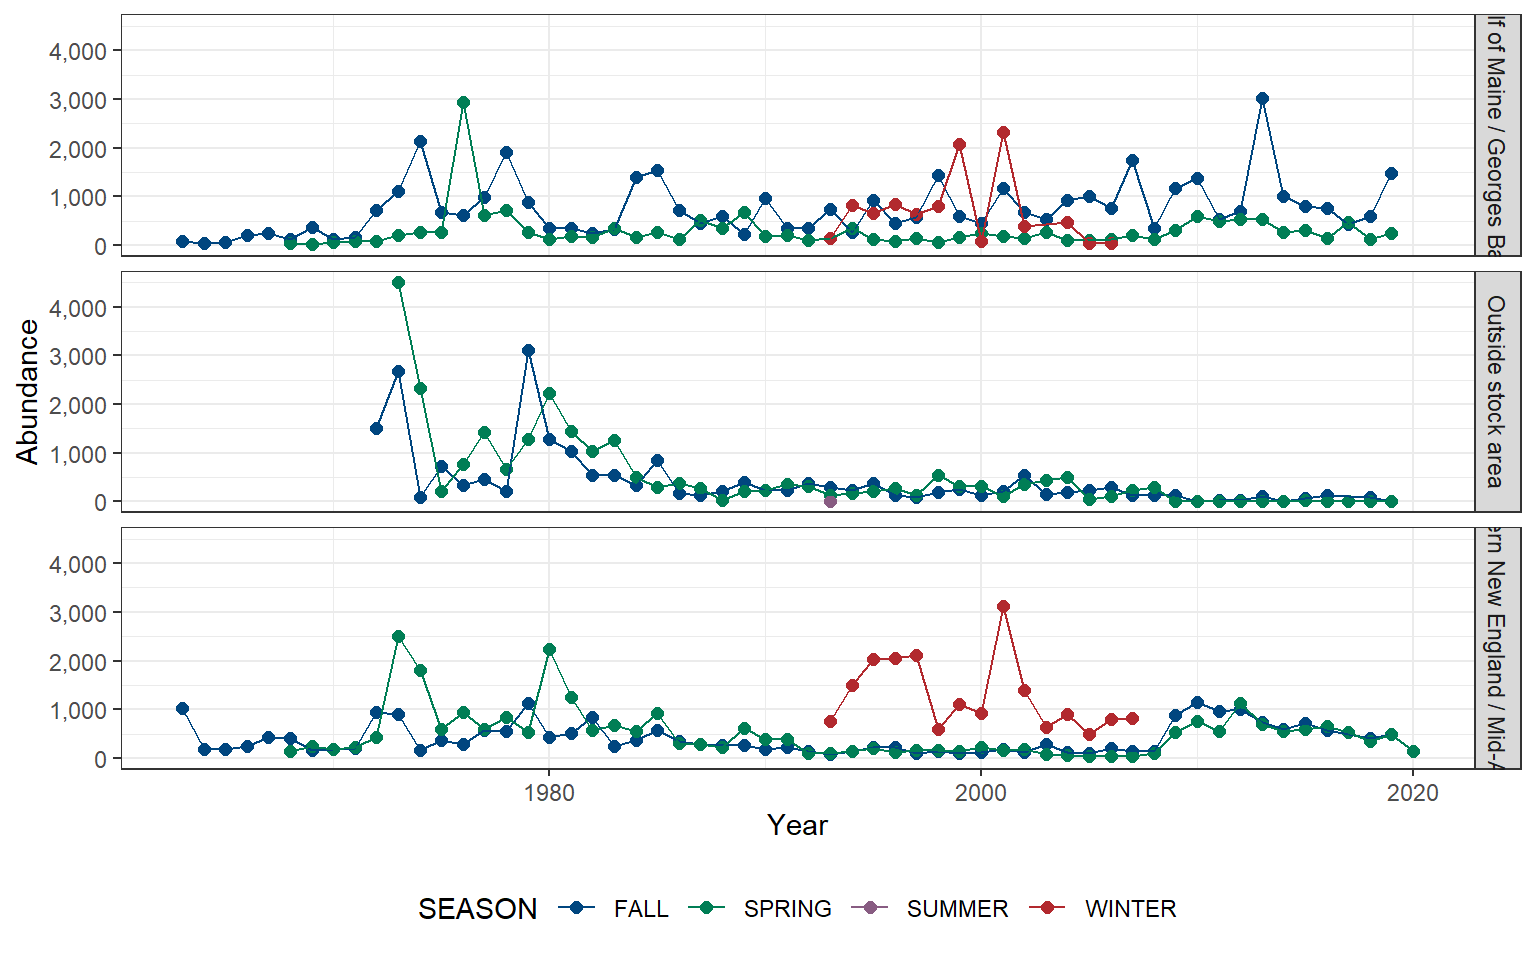 4,000
3,000
2,000
1,000
0
lf of Maine / Georges Ba
4,000
3,000
2,000
1,000
0
Outside stock area
4,000
3,000
2,000
1,000
0
ern New England / Mid-A
Abundance
1980 2000 2020
Year
SEASON FALL SPRING SUMMER WINTER